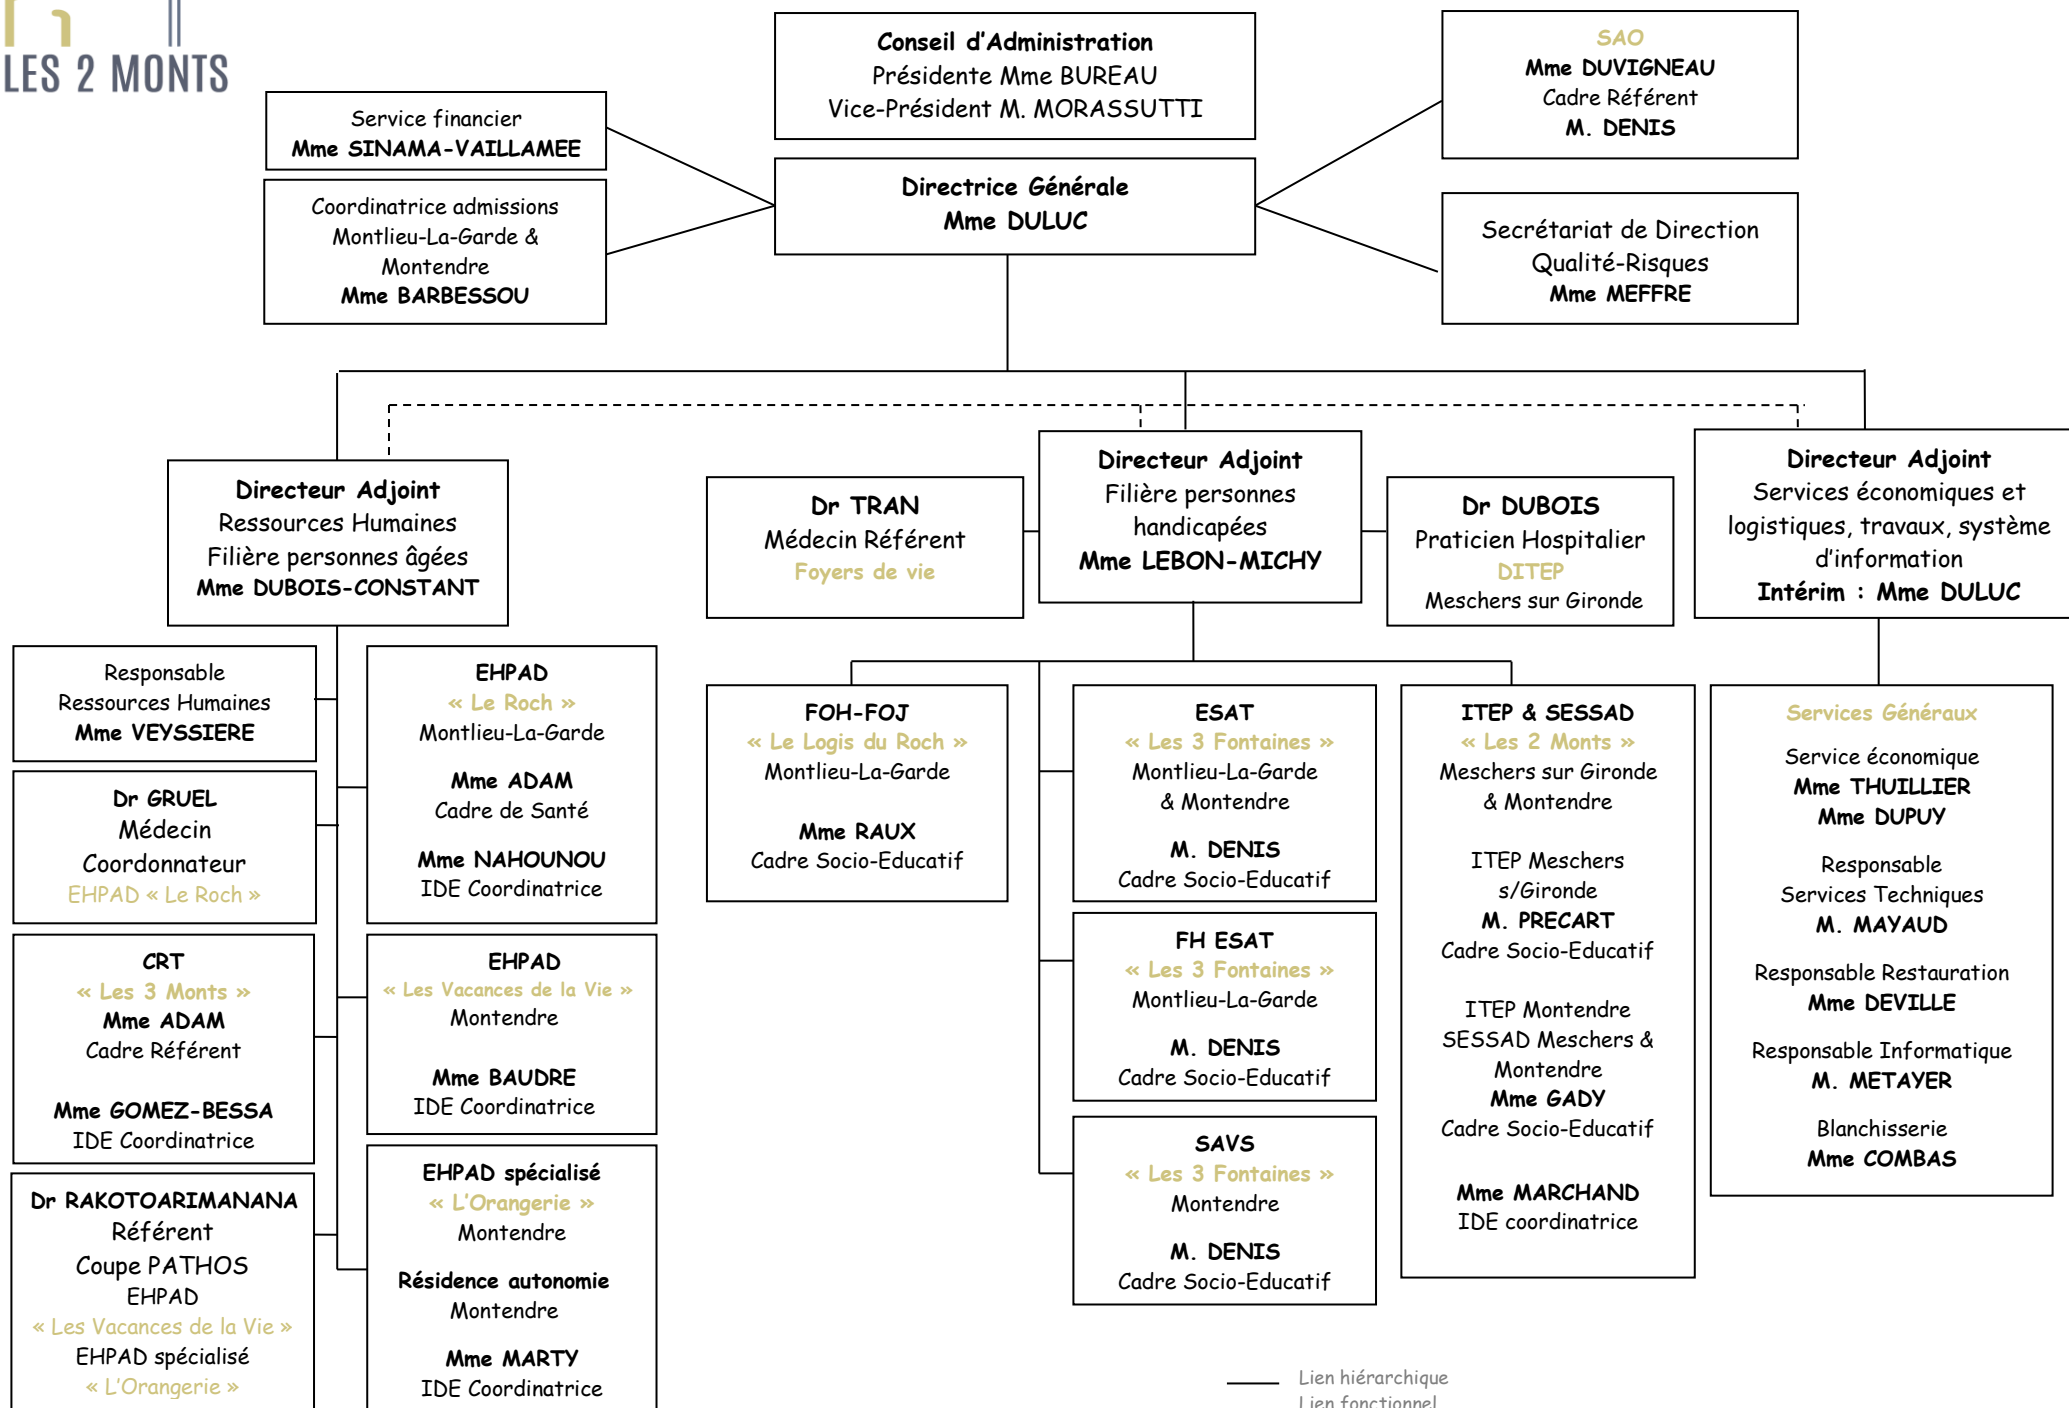 LES 2 MONTS
Conseil d'Administration
Présidente Mme BUREAU
Vice-Président M. MORASSUTTI
SAO
Mme DUVIGNEAU
Cadre Référent
M. DENIS
Service financier
Mme SINAMA-VAILLAMEE
Directrice Générale
Mme DULUC
Coordinatrice admissions
Montlieu-La-Garde &
Montendre
Mme BARBESSOU
Secrétariat de Direction
Qualité-Risques
Mme MEFFRE
Directeur Adjoint
Ressources Humaines
Filière personnes âgées
Mme DUBOIS-CONSTANT
Dr TRAN
Médecin Référent
Foyers de vie
Directeur Adjoint
Filière personnes
handicapées
Mme LEBON-MICHY
Dr DUBOIS
Praticien Hospitalier
DITEP
Meschers sur Gironde
Directeur Adjoint
Services économiques et
logistiques, travaux, système
d'information
Intérim : Mme DULUC
Responsable
Ressources Humaines
Mme VEYSSIERE
Dr GRUEL
Médecin
Coordonnateur
EHPAD « Le Roch »
CRT
« Les 3 Monts »
Mme ADAM
Cadre Référent
Mme GOMEZ-BESSA
IDE Coordinatrice
Dr RAKOTOARIMANANA
Référent
Coupe PATHOS
EHPAD
« Les Vacances de la Vie »
EHPAD spécialisé
« L'Orangerie »
EHPAD
« Le Roch »
Montlieu-La-Garde
Mme ADAM
Cadre de Santé
Mme NAHOUNOU
IDE Coordinatrice
EHPAD
« Les Vacances de la Vie »
Montendre
Mme BAUDRE
IDE Coordinatrice
EHPAD spécialisé
« L'Orangerie »
Montendre
Résidence autonomie
Montendre
Mme MARTY
IDE Coordinatrice
FOH-FOJ
« Le Logis du Roch »
Montlieu-La-Garde
Mme RAUX
Cadre Socio-Educatif
ESAT
« Les 3 Fontaines »
Montlieu-La-Garde
& Montendre
M. DENIS
Cadre Socio-Educatif
FH ESAT
« Les 3 Fontaines »
Montlieu-La-Garde
M. DENIS
Cadre Socio-Educatif
SAVS
« Les 3 Fontaines »
Montendre
M. DENIS
Cadre Socio-Educatif
ITEP & SESSAD
« Les 2 Monts »
Meschers sur Gironde
& Montendre
ITEP Meschers
s/Gironde
M. PRECART
Cadre Socio-Educatif
ITEP Montendre
SESSAD Meschers &
Montendre
Mme GADY
Cadre Socio-Educatif
Mme MARCHAND
IDE coordinatrice
Services Généraux
Service économique
Mme THUILLIER
Mme DUPUY
Responsable
Services Techniques
M. MAYAUD
Responsable Restauration
Mme DEVILLE
Responsable Informatique
M. METAYER
Blanchisserie
Mme COMBAS
Lien hiérarchique
Lien fonctionnel